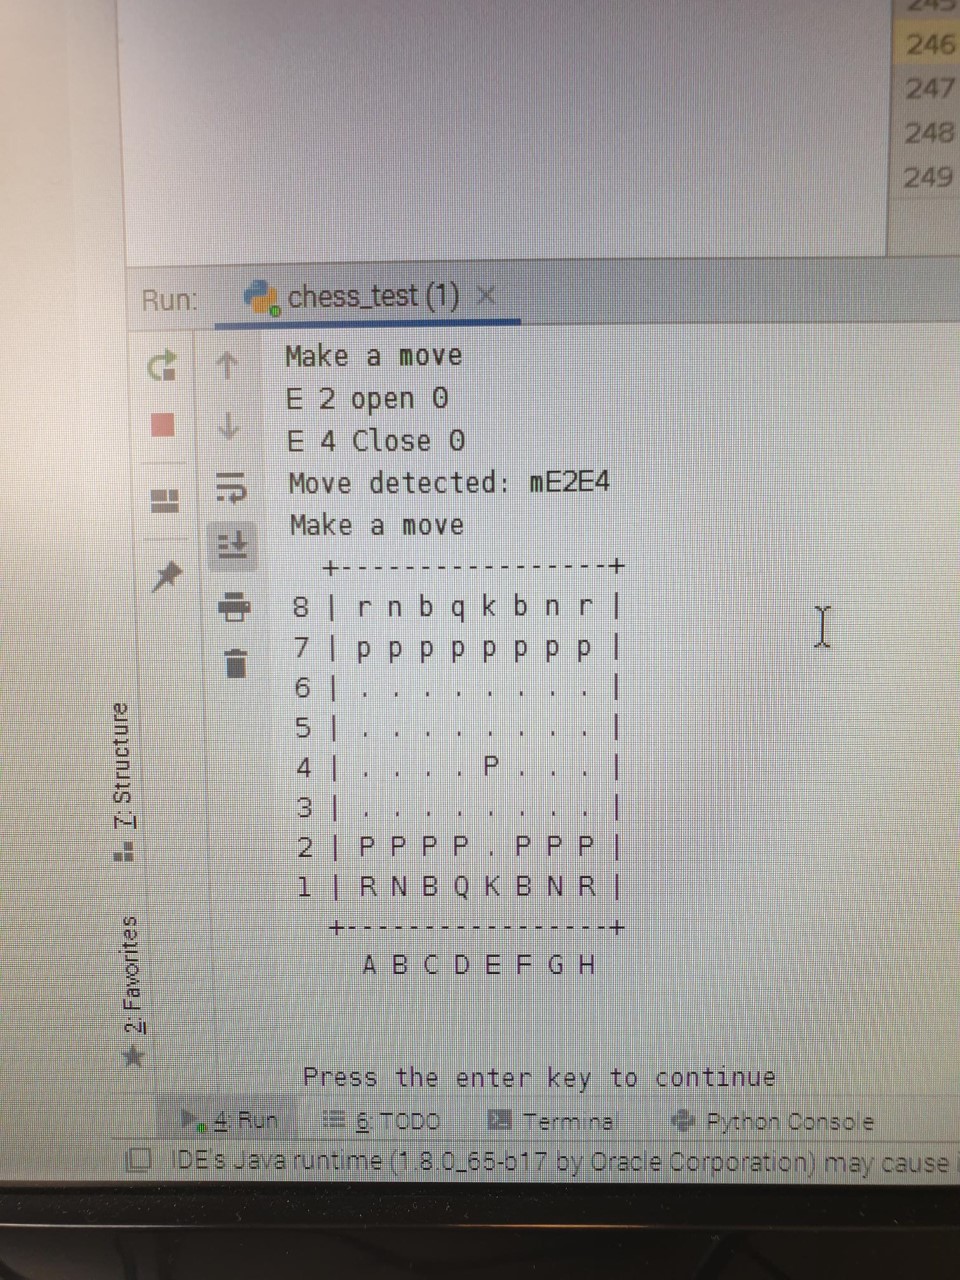 245
246
247
248
249
Run: chess_test (1)
Make a move
E 2 open 0
E 4 Close 0
Move detected: mE2E4
Make a move
+-----------------+
8 | r n b q k b n r |
7 | p p p p p p p p |
6 | . . . . . . . . |
5 | . . . . . . . . |
4 | . . . . P . . . |
3 | . . . . . . . . |
2 | P P P P . P P P |
1 | R N B Q K B N R |
+-----------------+
A B C D E F G H
Press the enter key to continue
7: Structure
2: Favorites
4: Run 6: TODO Terminal Python Console
IDE's Java runtime (1.8.0_65-b17 by Oracle Corporation) may cause